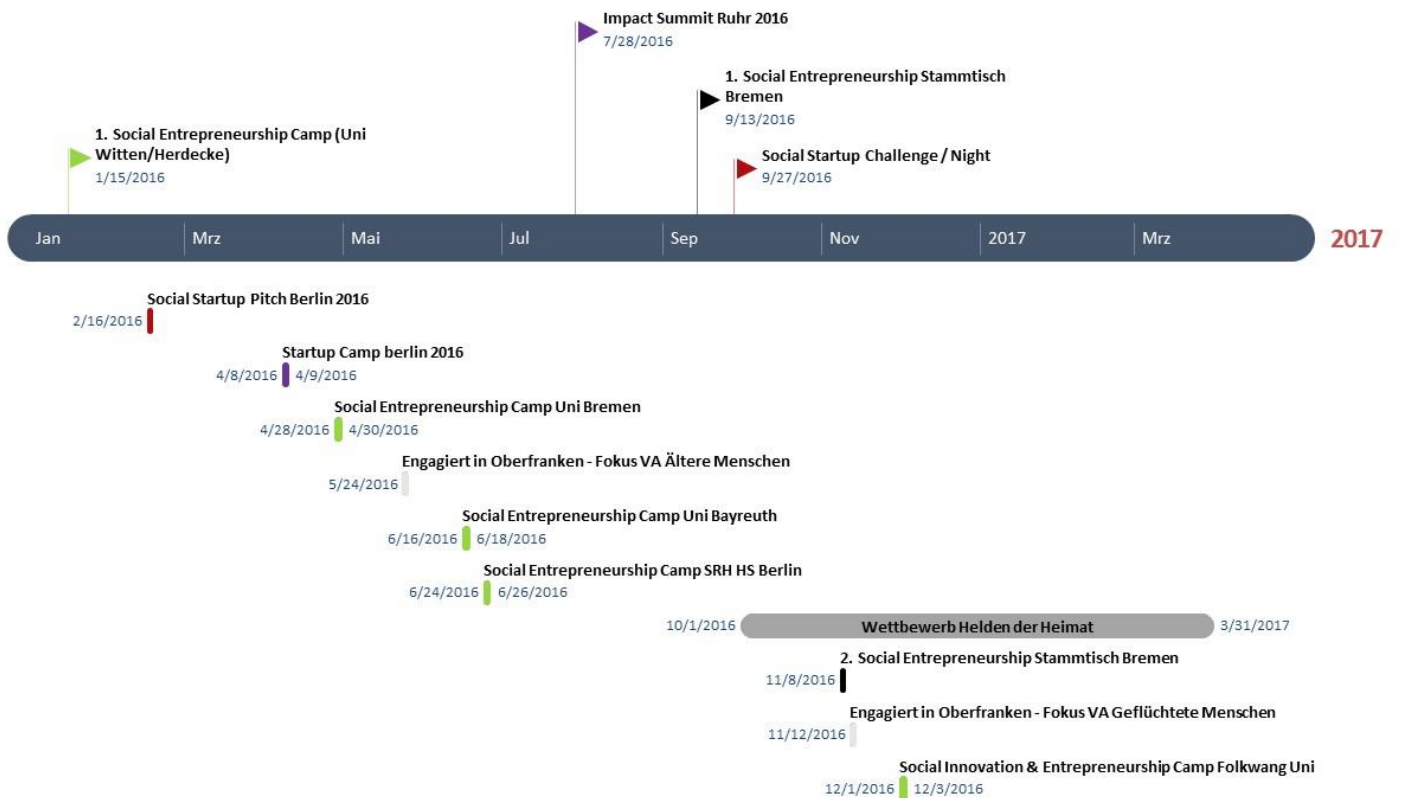 Impact Summit Ruhr 2016
7/28/2016
1. Social Entrepreneurship Stammtisch
Bremen
9/13/2016
1. Social Entrepreneurship Camp (Uni
Witten/Herdecke)
1/15/2016
Social Startup Challenge / Night
9/27/2016
Jan Mrz Mai Jul Sep Nov 2017 Mrz 2017
Social Startup Pitch Berlin 2016
2/16/2016
Startup Camp berlin 2016
4/8/2016 4/9/2016
Social Entrepreneurship Camp Uni Bremen
4/28/2016 4/30/2016
Engagiert in Oberfranken - Fokus VA Ältere Menschen
5/24/2016
Social Entrepreneurship Camp Uni Bayreuth
6/16/2016 6/18/2016
Social Entrepreneurship Camp SRH HS Berlin
6/24/2016 6/26/2016
10/1/2016 Wettbewerb Helden der Heimat 3/31/2017
2. Social Entrepreneurship Stammtisch Bremen
11/8/2016
Engagiert in Oberfranken - Fokus VA Geflüchtete Menschen
11/12/2016
Social Innovation & Entrepreneurship Camp Folkwang Uni
12/1/2016 12/3/2016